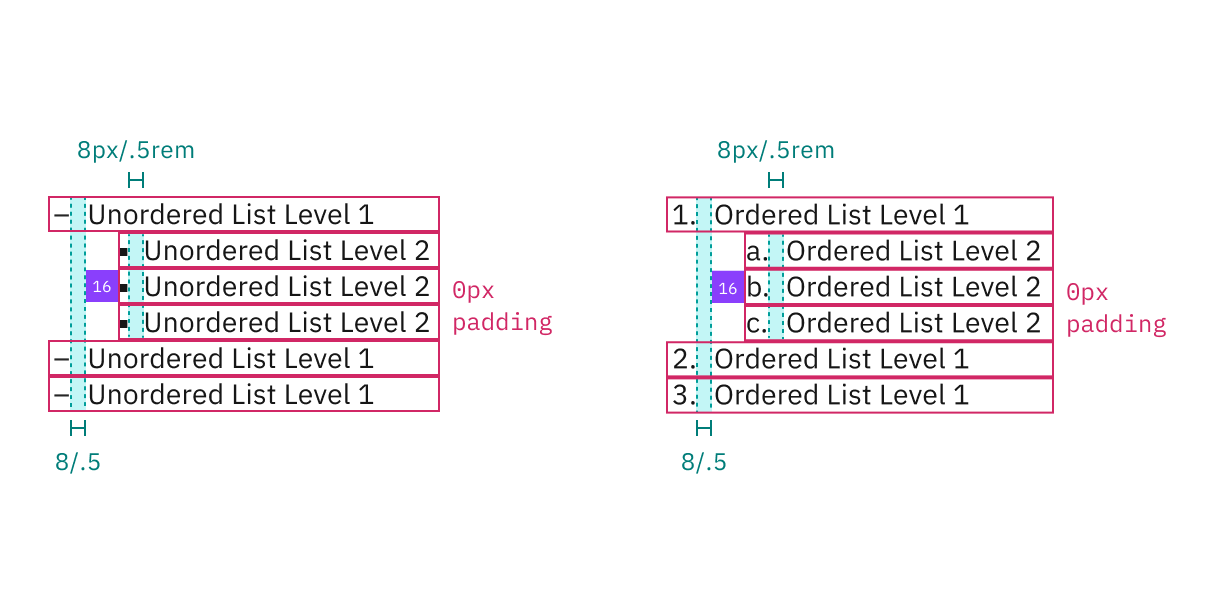 8px/.5rem
– Unordered List Level 1
▪ Unordered List Level 2
16 ▪ Unordered List Level 2
▪ Unordered List Level 2
– Unordered List Level 1
– Unordered List Level 1
0px
padding
8/.5
8px/.5rem
1. Ordered List Level 1
a. Ordered List Level 2
16 b. Ordered List Level 2
c. Ordered List Level 2
2. Ordered List Level 1
3. Ordered List Level 1
0px
padding
8/.5